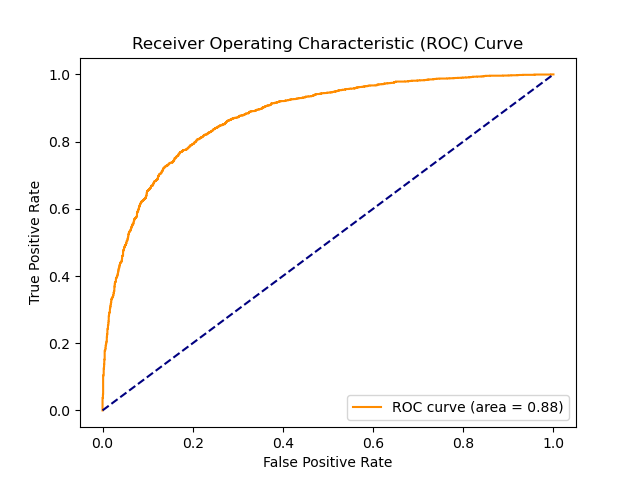 Receiver Operating Characteristic (ROC) Curve
True Positive Rate
1.0
0.8
0.6
0.4
0.2
0.0
ROC curve (area = 0.88)
0.0 0.2 0.4 0.6 0.8 1.0
False Positive Rate